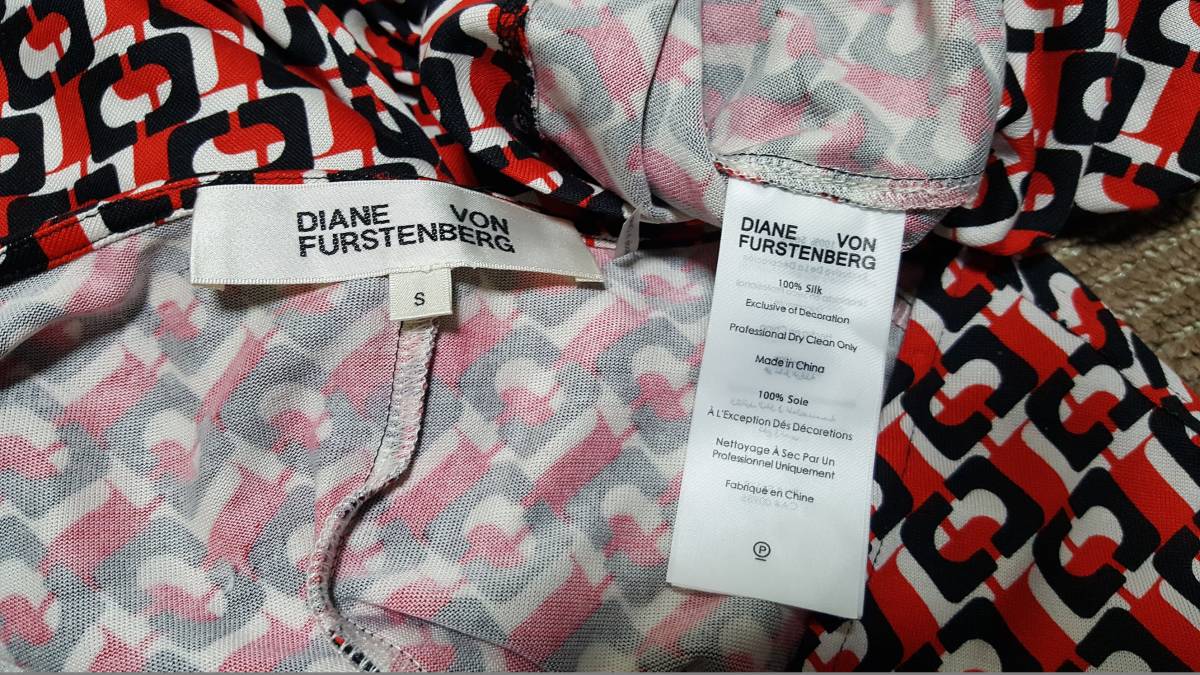 DIANE VON
FURSTENBERG
S
DIANE VON
FURSTENBERG
100% Silk
Exclusive of Decoration
Professional Dry Clean Only
Made in China
100% Soie
À L'Exception Dés Décoretions
Nettoyage À Sec Par Un
Professionnel Uniquement
Fabriqué en Chine
P